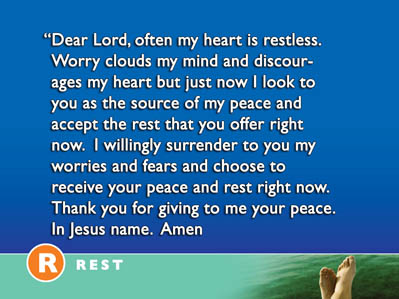 “Dear Lord, often my heart is restless.
Worry clouds my mind and discour-
ages my heart but just now I look to
you as the source of my peace and
accept the rest that you offer right
now.  I willingly surrender to you my
worries and fears and choose to
receive your peace and rest right now.
Thank you for giving to me your peace.
In Jesus name.  Amen
R REST